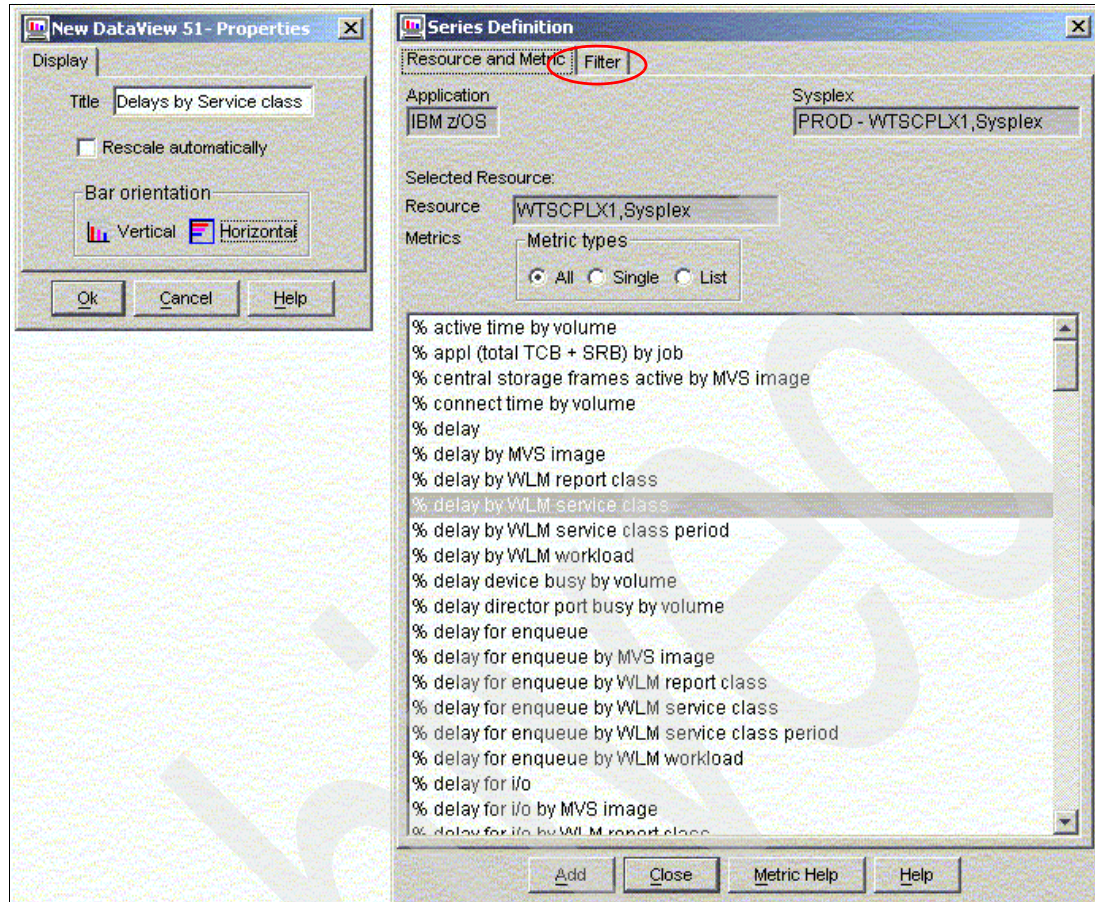 New DataView 51- Properties
Display
Title Delays by Service class
Rescale automatically
Bar orientation
Vertical Horizontal
Ok Cancel Help
Series Definition
Resource and Metric Filter
Application Sysplex
IBM z/OS PROD - WTSCPLX1,Sysplex
Selected Resource:
Resource WTSCPLX1,Sysplex
Metrics Metric types
All Single List
% active time by volume
% appl (total TCB + SRB) by job
% central storage frames active by MVS image
% connect time by volume
% delay
% delay by MVS image
% delay by WLM report class
% delay by WLM service class
% delay by WLM service class period
% delay by WLM workload
% delay device busy by volume
% delay director port busy by volume
% delay for enqueue
% delay for enqueue by MVS image
% delay for enqueue by WLM report class
% delay for enqueue by WLM service class
% delay for enqueue by WLM service class period
% delay for enqueue by WLM workload
% delay for i/o
% delay for i/o by MVS image
% delay for i/o by WLM report class
Add Close Metric Help Help